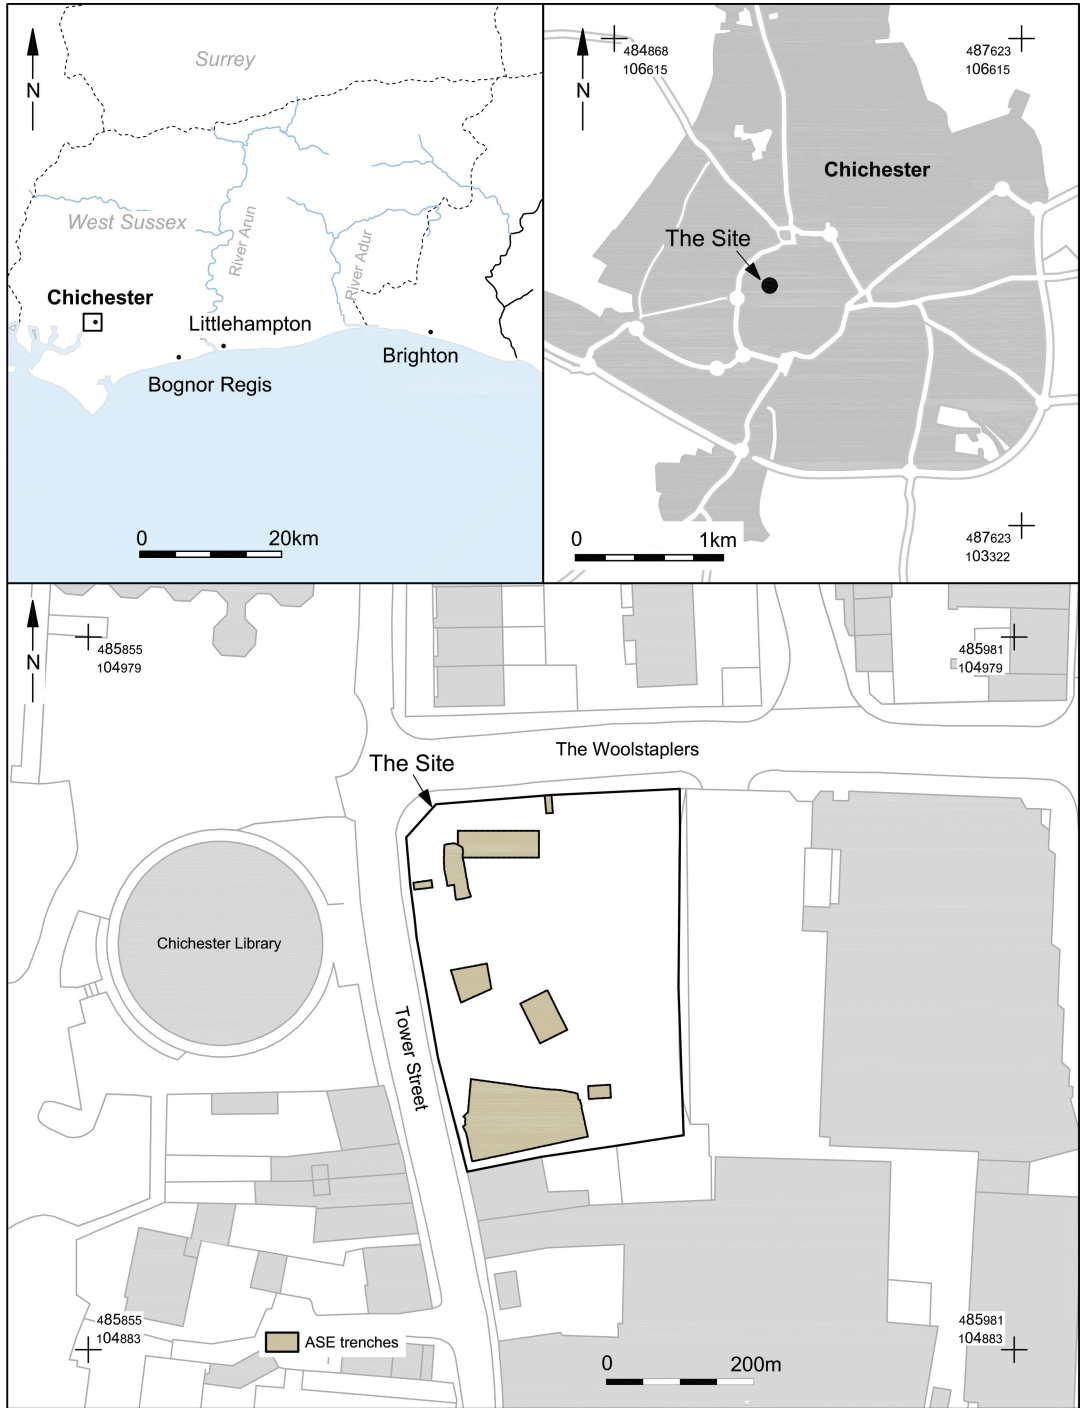 N
Surrey
West Sussex
River Arun
River Adur
Chichester
Littlehampton
Bognor Regis
Brighton
0 20km
N
484868
106615
487623
106615
Chichester
The Site
487623
103322
0 1km
N
485855
104979
485981
104979
The Woolstaplers
The Site
Chichester Library
Tower Street
485855
104883
485981
104883
ASE trenches
0 200m